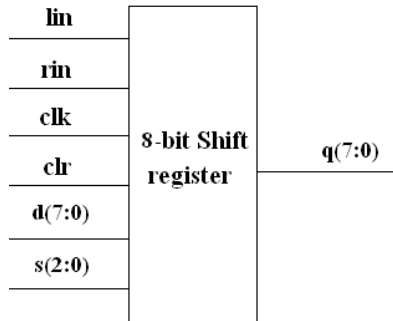 lin
rin
clk
clr
d(7:0)
s(2:0)
8-bit Shift
register
q(7:0)